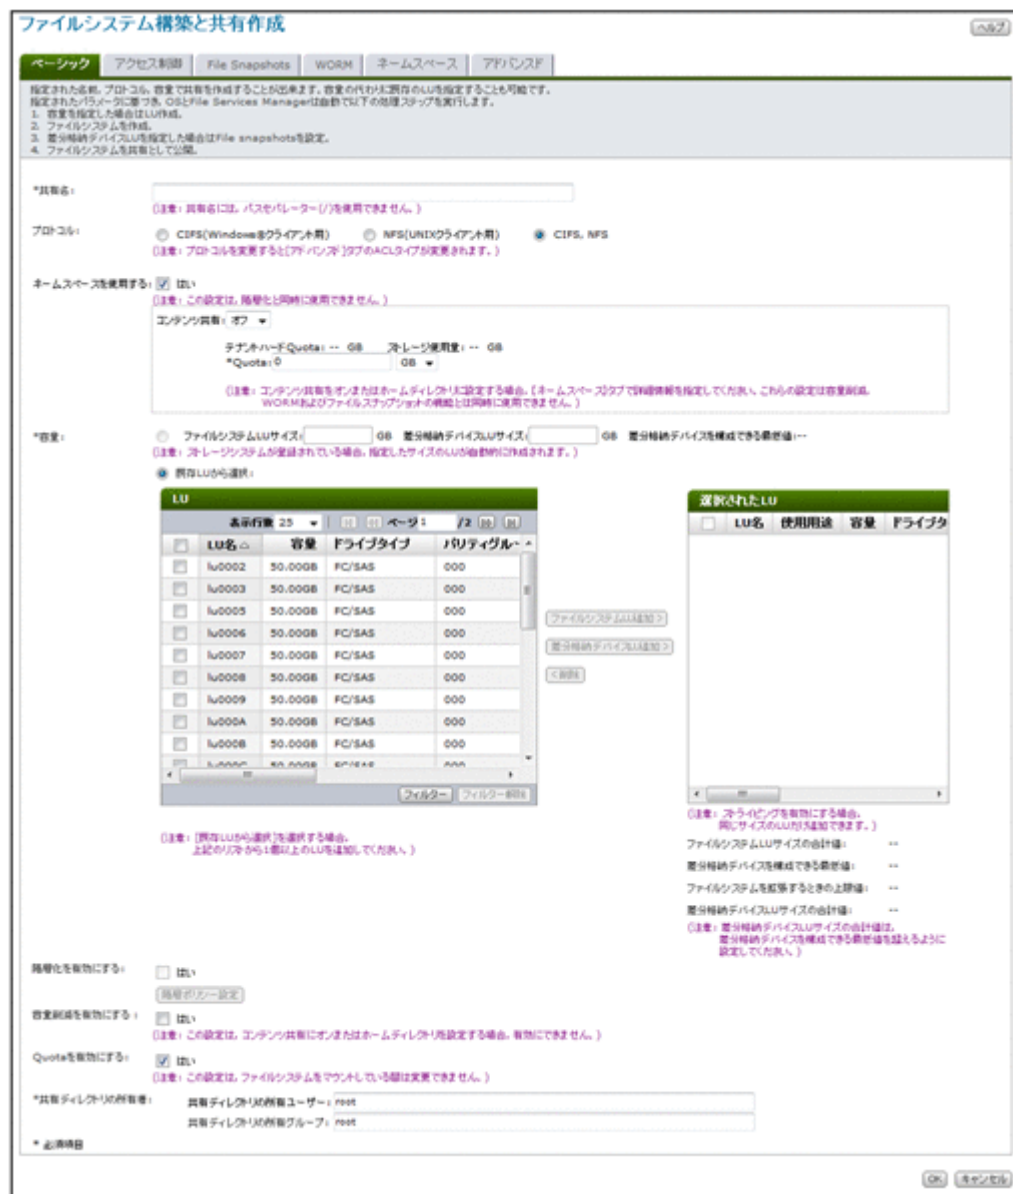 ファイルシステム構築と共有作成
ヘルプ
ベーシック アクセス制御 File Snapshots WORM ネームスペース アドバンスド
指定された名前, プロトコル, 容量で共有を作成することが出来ます。容量の代わりに既存のLUを指定することも可能です。
指定されたパラメータに基づき, OSとFile Services Managerは自動で以下の処理ステップを実行します。
1. 容量を指定した場合はLU作成。
2. ファイルシステムを作成。
3. 差分格納デバイスLUを指定した場合はFile snapshotsを設定。
4. ファイルシステムを共有として公開。
*共有名:
(注意: 共有名には, パスセパレーター(/)を使用できません。)
プロトコル: CIFS(Windows®クライアント用) NFS(UNIXクライアント用) CIFS, NFS
(注意: プロトコルを変更すると[アドバンスド]タブのACLタイプが変更されます。)
ネームスペースを使用する: はい
(注意: この設定は, 階層化と同時に使用できません。)
コンテンツ共有: オフ
テナントハードQuota: -- GB ストレージ使用量: -- GB
*Quota: 0 GB
(注意: コンテンツ共有をオンまたはホームディレクトリに設定する場合, [ネームスペース]タブで詳細情報を指定してください。これらの設定は容量削減,
WORMおよびファイルスナップショットの機能とは同時に使用できません。)
*容量: ファイルシステムLUサイズ: GB 差分格納デバイスLUサイズ: GB 差分格納デバイスを構成できる最低値:--
(注意: ストレージシステムが登録されている場合, 指定したサイズのLUが自動的に作成されます。)
既存LUから選択:
LU
表示行数 25 ページ 1 /2
LU名 容量 ドライブタイプ パリティグルー
lu0002 50.00GB FC/SAS 000
lu0003 50.00GB FC/SAS 000
lu0005 50.00GB FC/SAS 000
lu0006 50.00GB FC/SAS 000
lu0007 50.00GB FC/SAS 000
lu0008 50.00GB FC/SAS 000
lu0009 50.00GB FC/SAS 000
lu000A 50.00GB FC/SAS 000
lu000B 50.00GB FC/SAS 000
lu000C 50.00GB FC/SAS 000
フィルター フィルター解除
(注意: [既存LUから選択]を選択する場合,
上記のリストから1個以上のLUを追加してください。)
ファイルシステムLU追加 >
差分格納デバイスLU追加 >
< 削除
選択されたLU
LU名 使用用途 容量 ドライブタ
(注意: ストライピングを有効にする場合,
同じサイズのLUだけ追加できます。)
ファイルシステムLUサイズの合計値: --
差分格納デバイスを構成できる最低値: --
ファイルシステムを拡張するときの上限値: --
差分格納デバイスLUサイズの合計値: --
(注意: 差分格納デバイスLUサイズの合計値は,
差分格納デバイスを構成できる最低値を超えるように
設定してください。)
階層化を有効にする: はい
階層ポリシー設定
容量削減を有効にする: はい
(注意: この設定は, コンテンツ共有にオンまたはホームディレクトリを設定する場合, 有効にできません。)
Quotaを有効にする: はい
(注意: この設定は, ファイルシステムをマウントしている間は変更できません。)
*共有ディレクトリの所有者: 共有ディレクトリの所有ユーザー: root
共有ディレクトリの所有グループ: root
* 必須項目
OK キャンセル